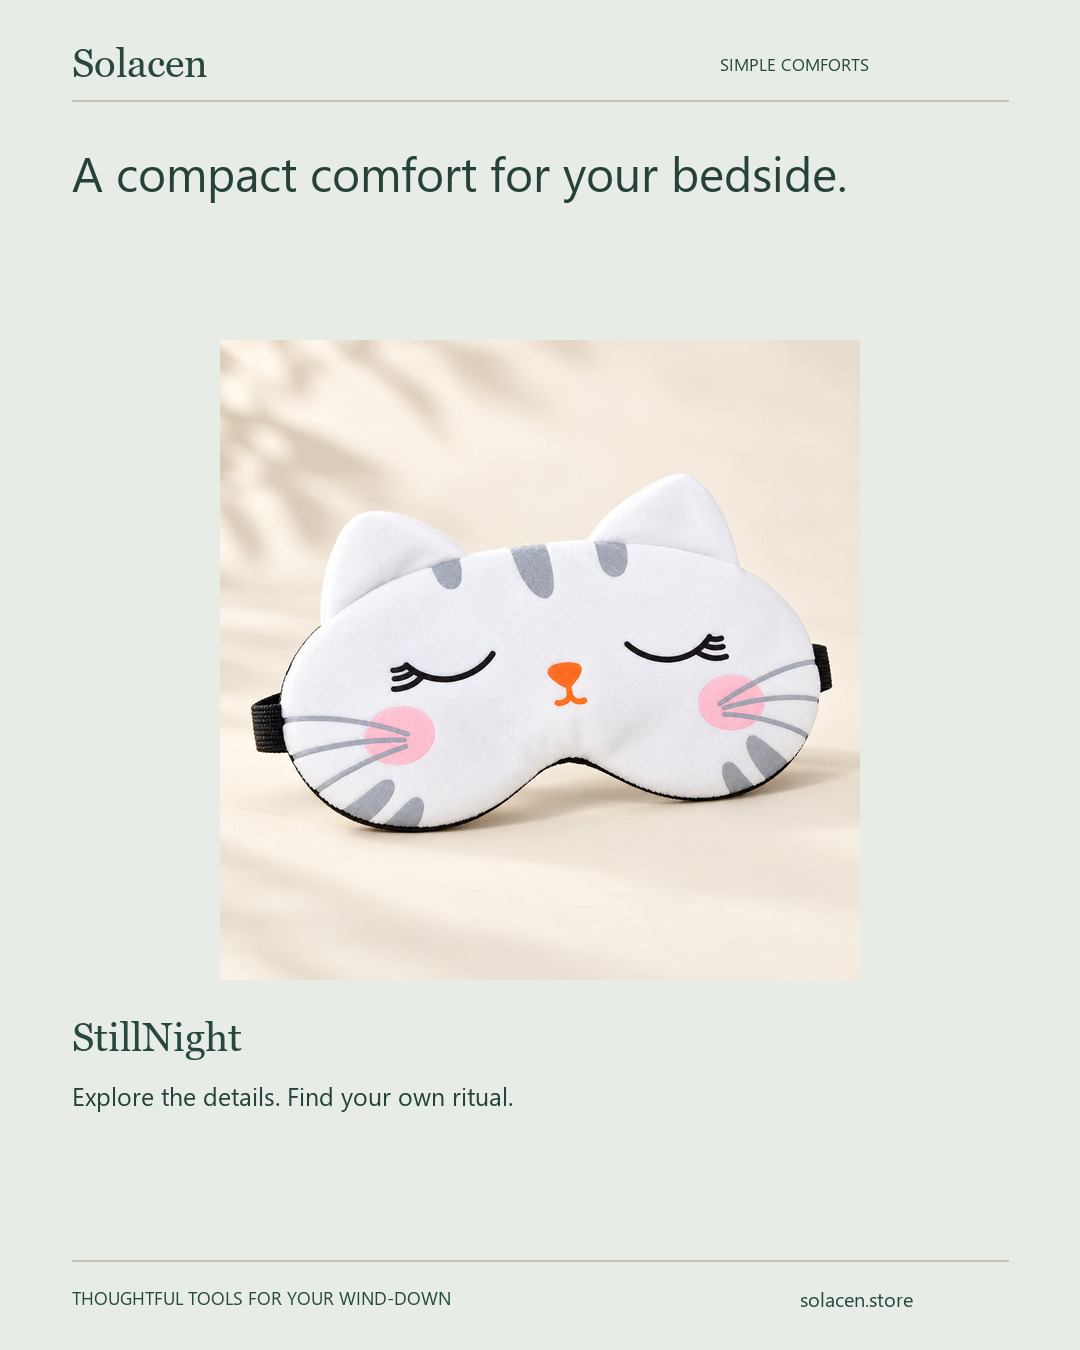 Solacen
SIMPLE COMFORTS
A compact comfort for your bedside.
StillNight
Explore the details. Find your own ritual.
THOUGHTFUL TOOLS FOR YOUR WIND-DOWN
solacen.store